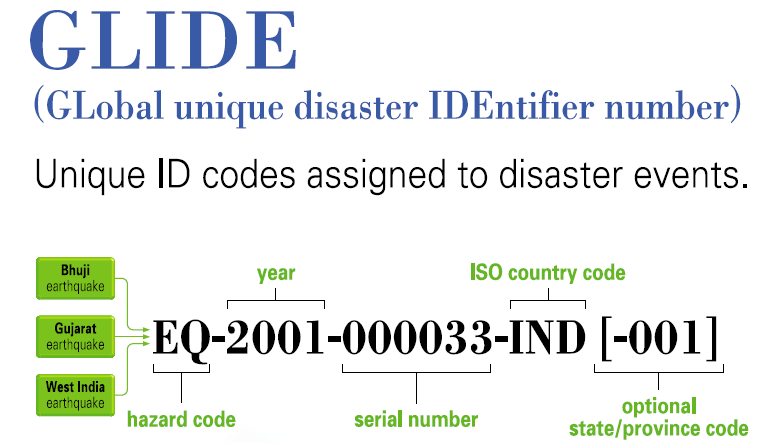 GLIDE
(GLobal unique disaster IDEntifier number)
Unique ID codes assigned to disaster events.
Bhuji
earthquake
Gujarat
earthquake
West India
earthquake
year
ISO country code
EQ-2001-000033-IND [-001]
hazard code
serial number
optional
state/province code